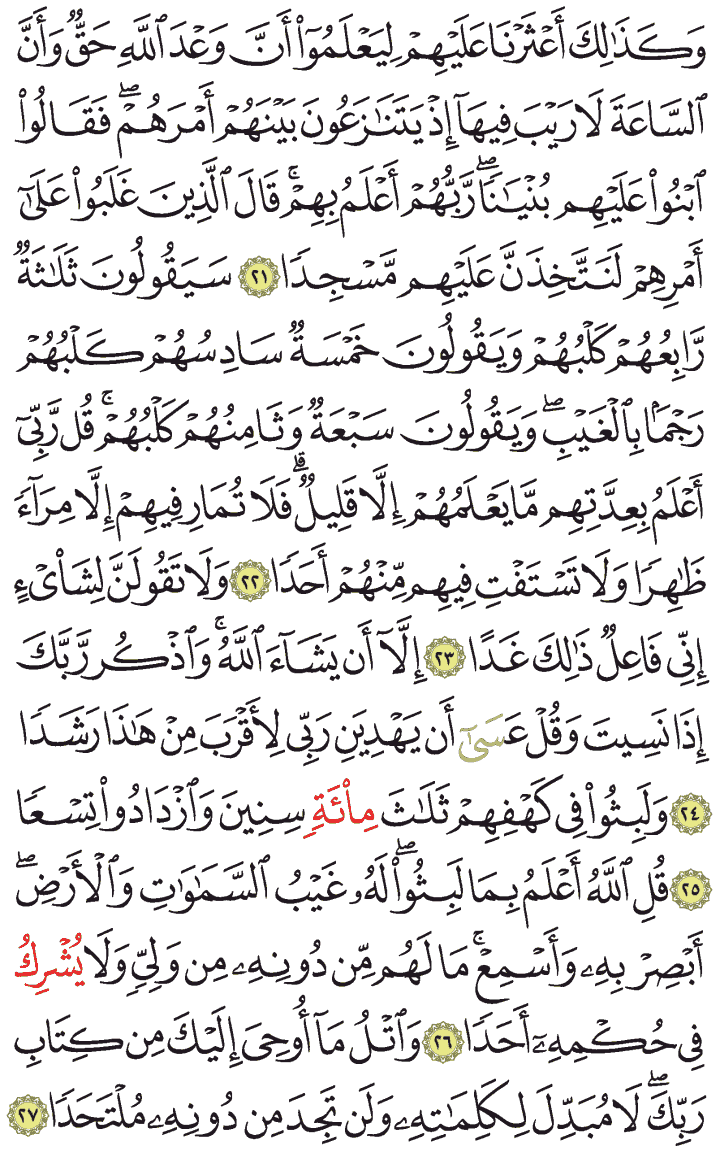 وَكَذَٰلِكَ أَعْثَرْنَا عَلَيْهِمْ لِيَعْلَمُوٓا۟ أَنَّ وَعْدَ ٱللَّهِ حَقٌّ وَأَنَّ
ٱلسَّاعَةَ لَا رَيْبَ فِيهَآ إِذْ يَتَنَٰزَعُونَ بَيْنَهُمْ أَمْرَهُمْ ۖ فَقَالُوا۟
ٱبْنُوا۟ عَلَيْهِم بُنْيَٰنًا ۖ رَّبُّهُمْ أَعْلَمُ بِهِمْ ۚ قَالَ ٱلَّذِينَ غَلَبُوا۟ عَلَىٰٓ
أَمْرِهِمْ لَنَتَّخِذَنَّ عَلَيْهِم مَّسْجِدًا ٢١ سَيَقُولُونَ ثَلَٰثَةٌ
رَّابِعُهُمْ كَلْبُهُمْ وَيَقُولُونَ خَمْسَةٌ سَادِسُهُمْ كَلْبُهُمْ
رَجْمًۢا بِٱلْغَيْبِ ۖ وَيَقُولُونَ سَبْعَةٌ وَثَامِنُهُمْ كَلْبُهُمْ ۚ قُل رَّبِّىٓ
أَعْلَمُ بِعِدَّتِهِم مَّا يَعْلَمُهُمْ إِلَّا قَلِيلٌ ۗ فَلَا تُمَارِ فِيهِمْ إِلَّا مِرَآءً
ظَٰهِرًا وَلَا تَسْتَفْتِ فِيهِم مِّنْهُمْ أَحَدًا ٢٢ وَلَا تَقُولَنَّ لِشَا۟ىْءٍ
إِنِّى فَاعِلٌ ذَٰلِكَ غَدًا ٢٣ إِلَّآ أَن يَشَآءَ ٱللَّهُ ۚ وَٱذْكُر رَّبَّكَ
إِذَا نَسِيتَ وَقُلْ عَسَىٰٓ أَن يَهْدِيَنِ رَبِّى لِأَقْرَبَ مِنْ هَٰذَا رَشَدًا
٢٤ وَلَبِثُوا۟ فِى كَهْفِهِمْ ثَلَٰثَ مِا۟ئَةٍ سِنِينَ وَٱزْدَادُوا۟ تِسْعًا
٢٥ قُلِ ٱللَّهُ أَعْلَمُ بِمَا لَبِثُوا۟ ۖ لَهُۥ غَيْبُ ٱلسَّمَٰوَٰتِ وَٱلْأَرْضِ ۖ
أَبْصِرْ بِهِۦ وَأَسْمِعْ ۚ مَا لَهُم مِّن دُونِهِۦ مِن وَلِىٍّ وَلَا يُشْرِكُ
فِى حُكْمِهِۦٓ أَحَدًا ٢٦ وَٱتْلُ مَآ أُوحِىَ إِلَيْكَ مِن كِتَابِ
رَبِّكَ ۖ لَا مُبَدِّلَ لِكَلِمَٰتِهِۦ وَلَن تَجِدَ مِن دُونِهِۦ مُلْتَحَدًا ٢٧